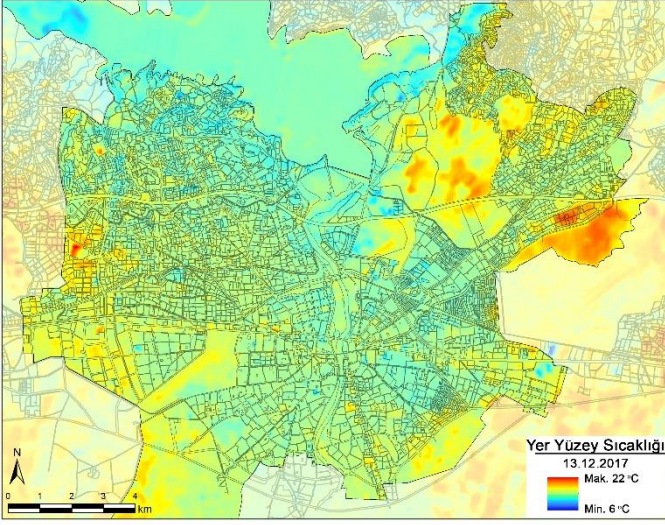 Yer Yüzey Sıcaklığı
13.12.2017
Mak. 22 °C
Min. 6 °C
N
0 1 2 3 4
km